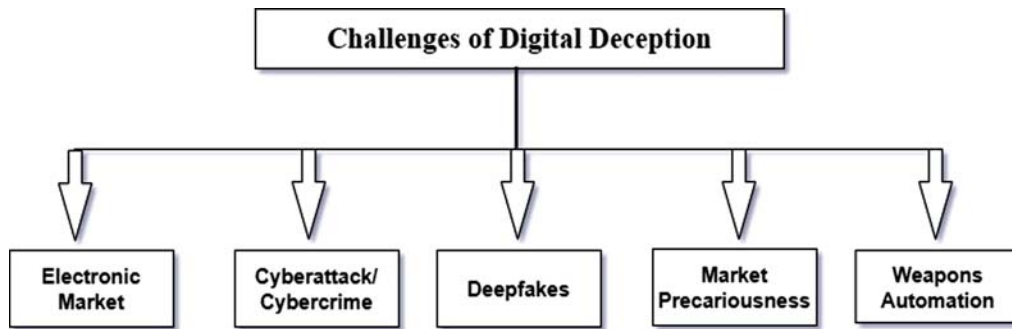 Challenges of Digital Deception
Electronic
Market
Cyberattack/
Cybercrime
Deepfakes
Market
Precariousness
Weapons
Automation